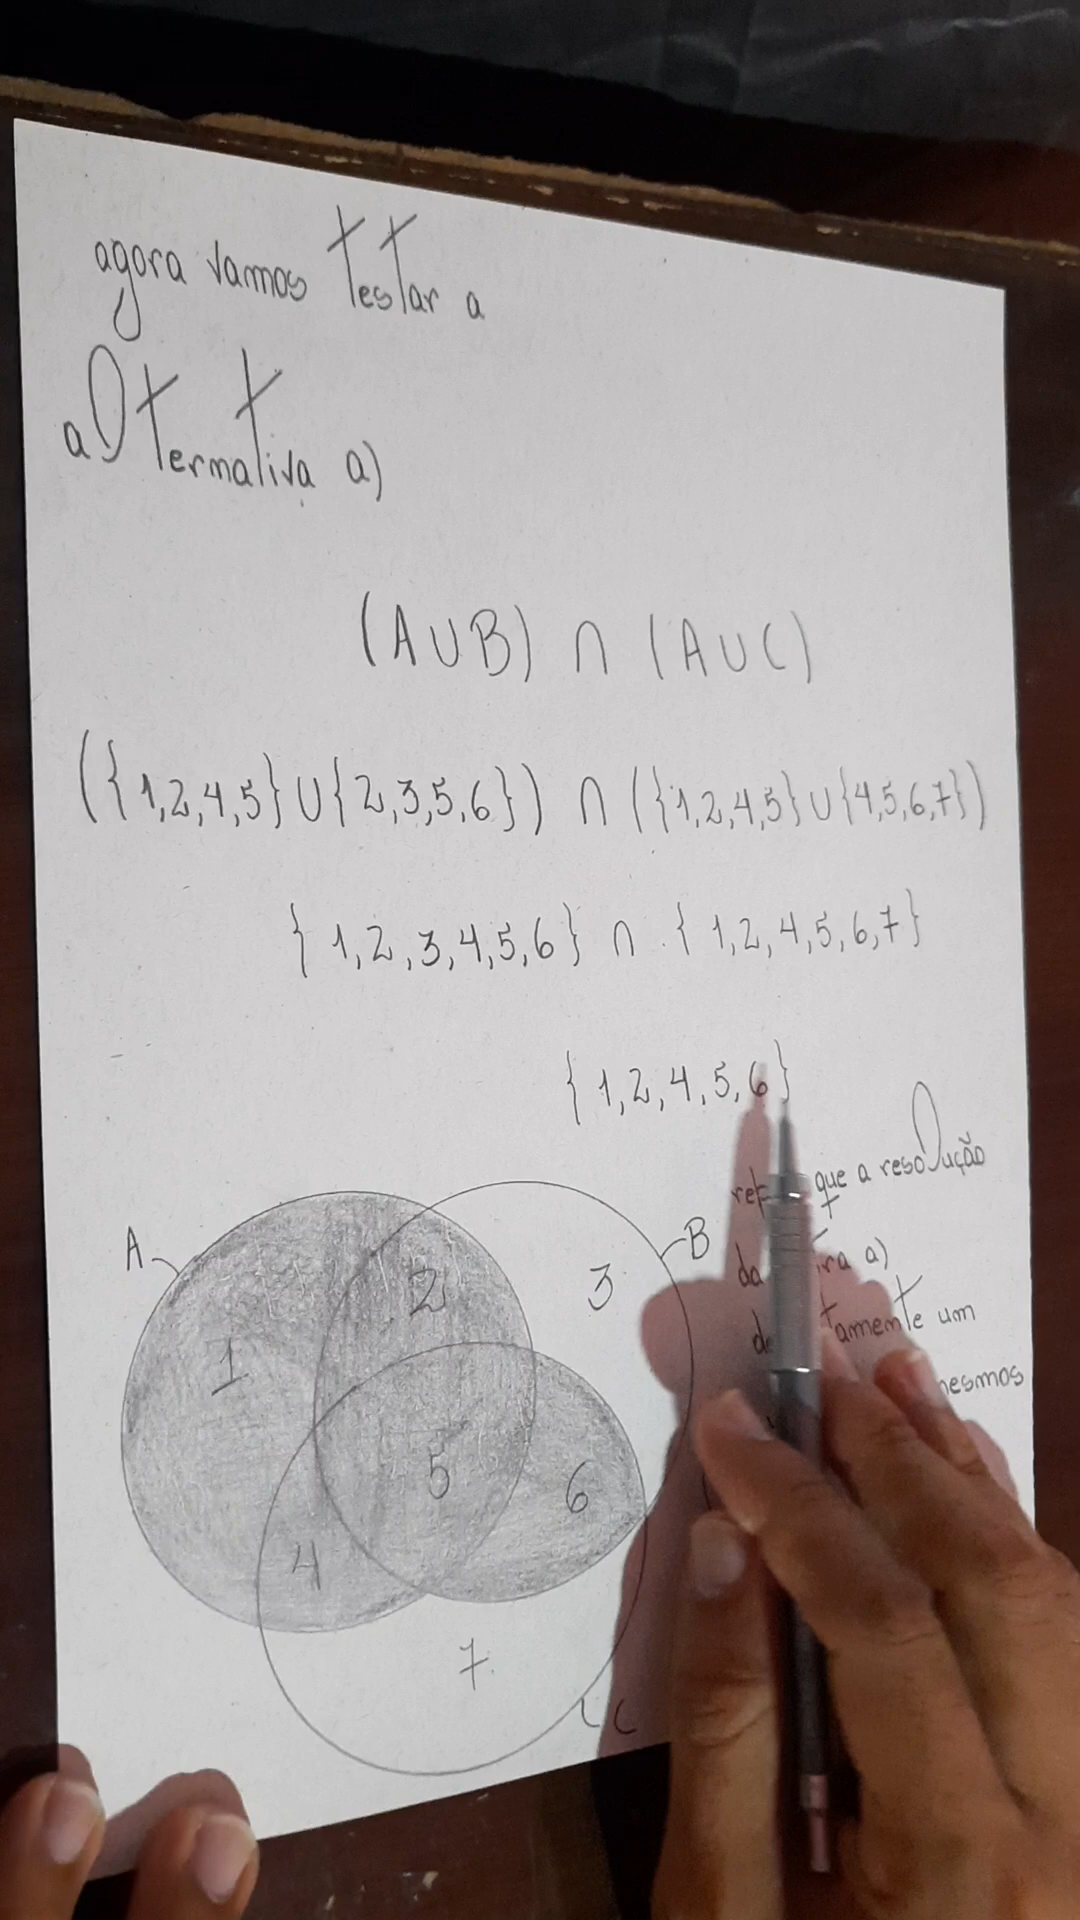 agora vamos testar a
alternativa a)
(A∪B) ∩ (A∪C)
({1,2,4,5}∪{2,3,5,6}) ∩ ({1,2,4,5}∪{4,5,6,7})
{1,2,3,4,5,6} ∩ {1,2,4,5,6,7}
{1,2,4,5,6}
que a resolução
da a)
um
mesmos
A
B
2
3
1
5
6
4
7
C